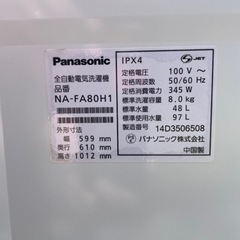 Panasonic
全自動電気洗濯機
品番
NA-FA80H1
外形寸法
幅 599 mm
奥行 610 mm
高さ 1012 mm
IPX4
JET
定格電圧 100 V~
定格周波数 50/60 Hz
定格消費電力 345 W
標準洗濯容量 8.0 kg
標準水量 48 L
標準使用水量 97 L
パナソニック株式会社
14D3506508
中国製